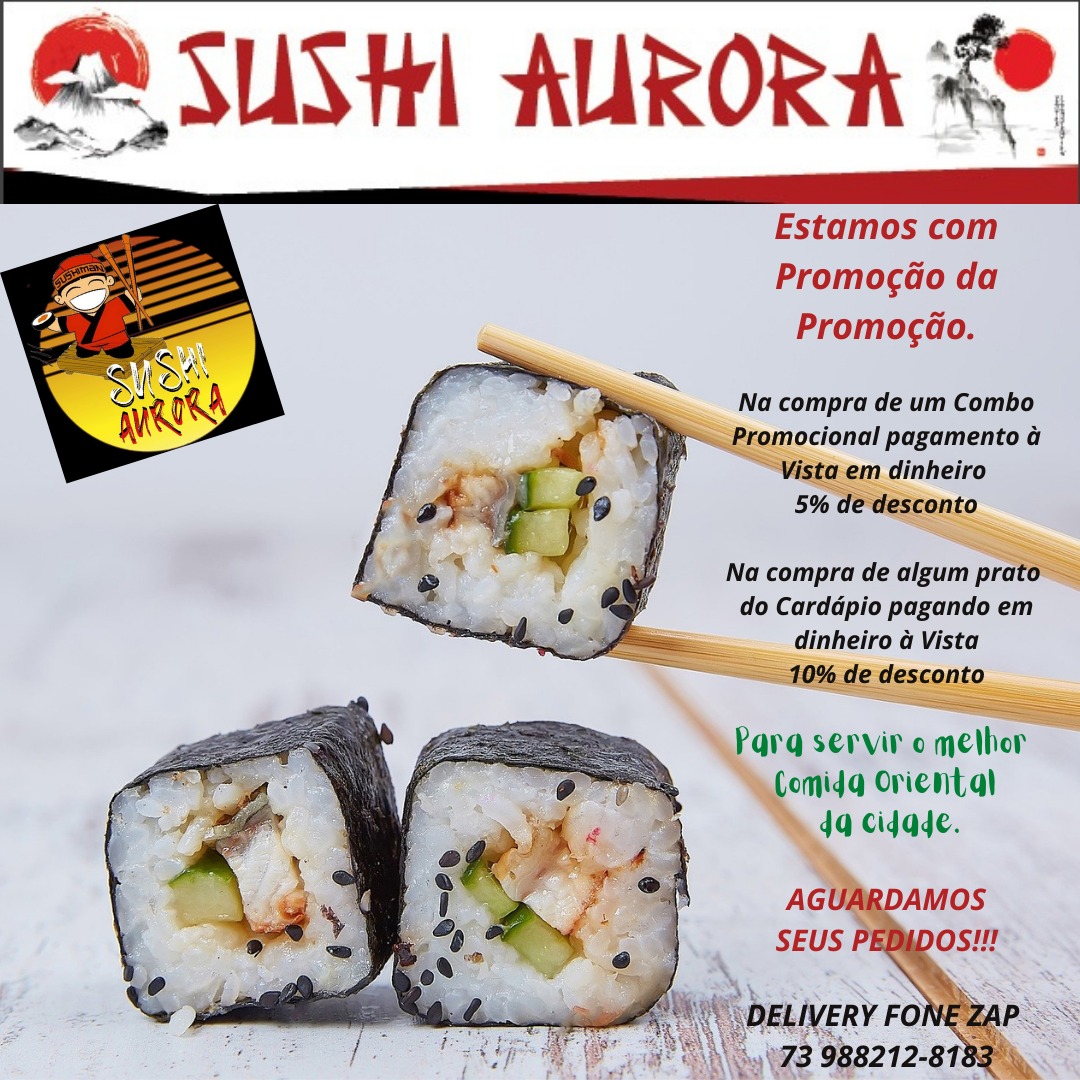 SUSHI AURORA
SUSHIMAN
SUSHI
AURORA
Estamos com
Promoção da
Promoção.
Na compra de um Combo
Promocional pagamento à
Vista em dinheiro
5% de desconto
Na compra de algum prato
do Cardápio pagando em
dinheiro à Vista
10% de desconto
Para servir o melhor
Comida Oriental
da cidade.
AGUARDAMOS
SEUS PEDIDOS!!!
DELIVERY FONE ZAP
73 988212-8183